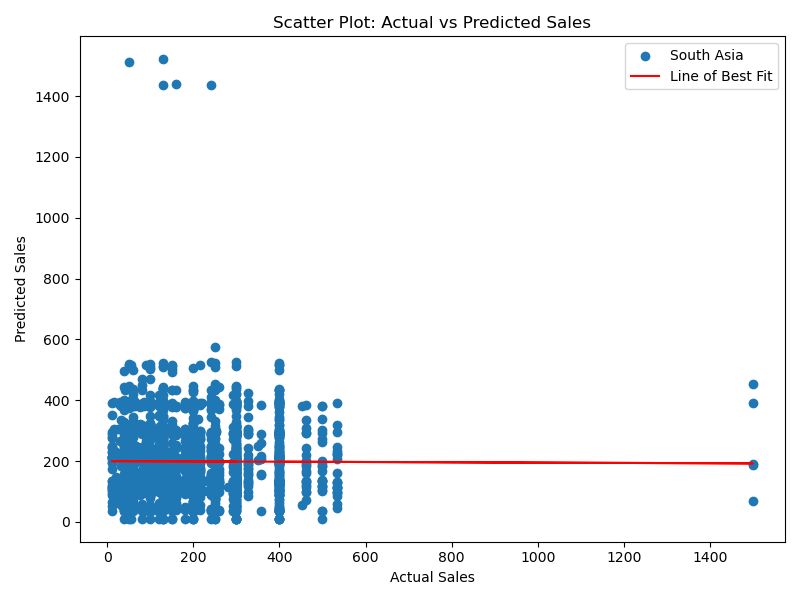 Scatter Plot: Actual vs Predicted Sales
South Asia
Line of Best Fit
Predicted Sales
1400
1200
1000
800
600
400
200
0
0 200 400 600 800 1000 1200 1400
Actual Sales